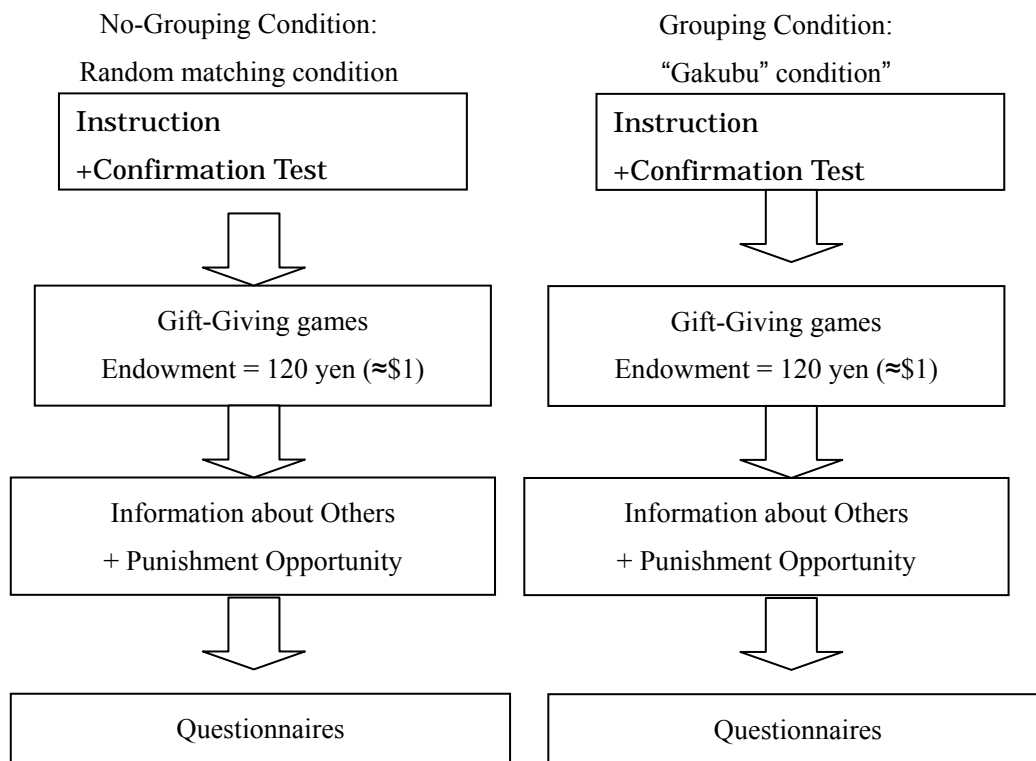 No-Grouping Condition:
Random matching condition
Instruction
+Confirmation Test
Gift-Giving games
Endowment = 120 yen (≈$1)
Information about Others
+ Punishment Opportunity
Questionnaires
Grouping Condition:
“Gakubu” condition”
Instruction
+Confirmation Test
Gift-Giving games
Endowment = 120 yen (≈$1)
Information about Others
+ Punishment Opportunity
Questionnaires